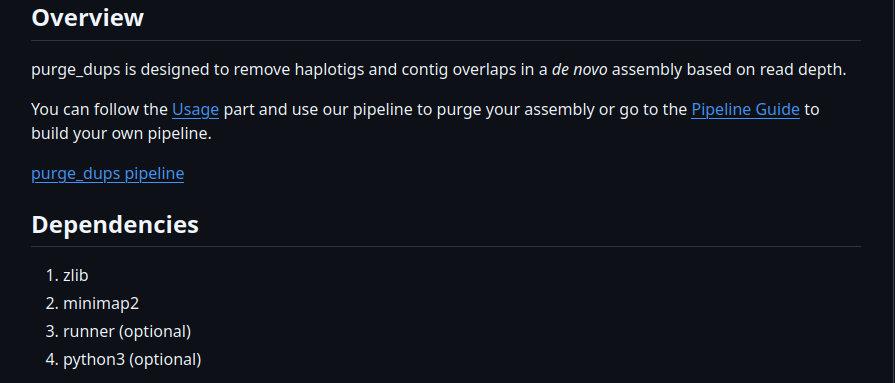 Overview
purge_dups is designed to remove haplotigs and contig overlaps in a de novo assembly based on read depth.
You can follow the Usage part and use our pipeline to purge your assembly or go to the Pipeline Guide to
build your own pipeline.
purge_dups pipeline
Dependencies
1. zlib
2. minimap2
3. runner (optional)
4. python3 (optional)